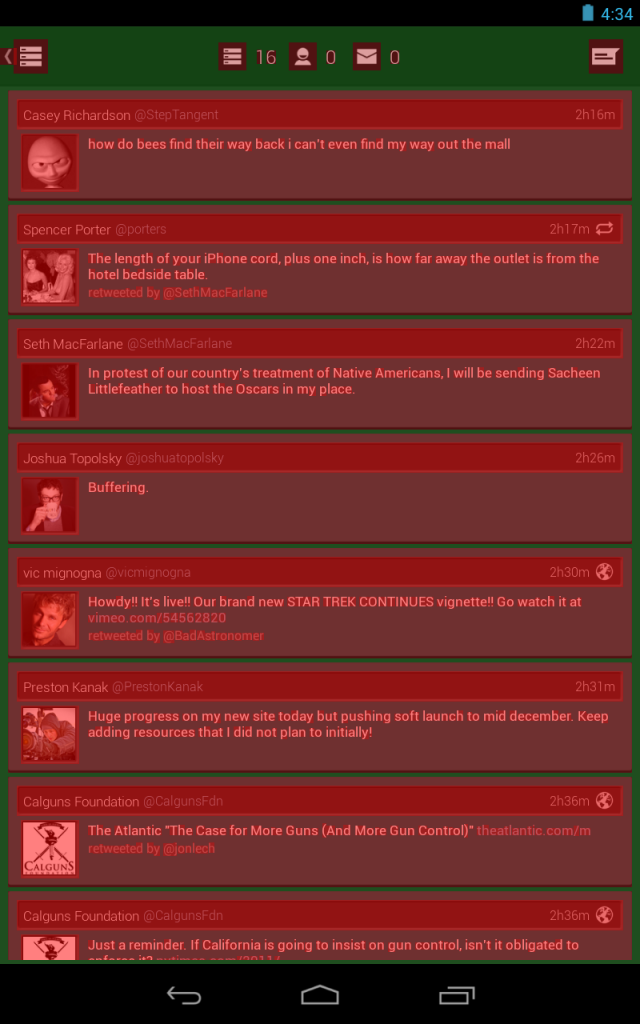 4:34
16 0 0
Casey Richardson @StepTangent 2h16m
how do bees find their way back i can't even find my way out the mall
Spencer Porter @porters 2h17m
The length of your iPhone cord, plus one inch, is how far away the outlet is from the
hotel bedside table.
retweeted by @SethMacFarlane
Seth MacFarlane @SethMacFarlane 2h22m
In protest of our country's treatment of Native Americans, I will be sending Sacheen
Littlefeather to host the Oscars in my place.
Joshua Topolsky @joshuatopolsky 2h26m
Buffering.
vic mignogna @vicmignogna 2h30m
Howdy!! It's live!! Our brand new STAR TREK CONTINUES vignette!! Go watch it at
vimeo.com/54562820
retweeted by @BadAstronomer
Preston Kanak @PrestonKanak 2h31m
Huge progress on my new site today but pushing soft launch to mid december. Keep
adding resources that I did not plan to initially!
Calguns Foundation @CalgunsFdn 2h36m
The Atlantic "The Case for More Guns (And More Gun Control)" theatlantic.com/m
retweeted by @jonlech
CALGUNS
Calguns Foundation @CalgunsFdn 2h36m
Just a reminder. If California is going to insist on gun control, isn't it obligated to
enforce it? nytimes.com/2011/